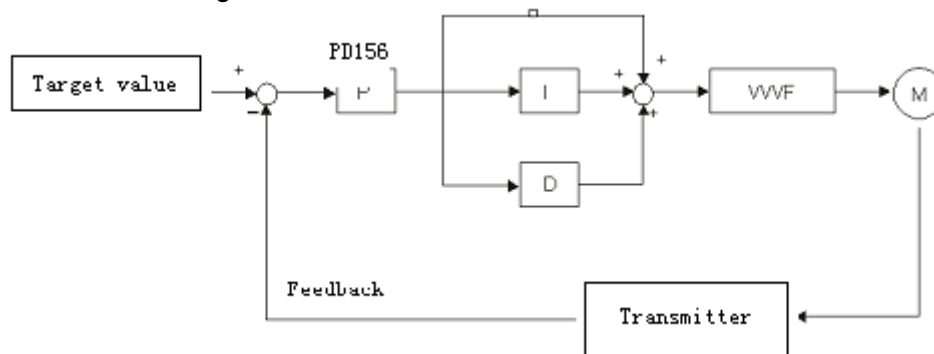 PD156
Target value
+
−
P
I
D
+
+
+
VVVF
M
Feedback
Transmitter